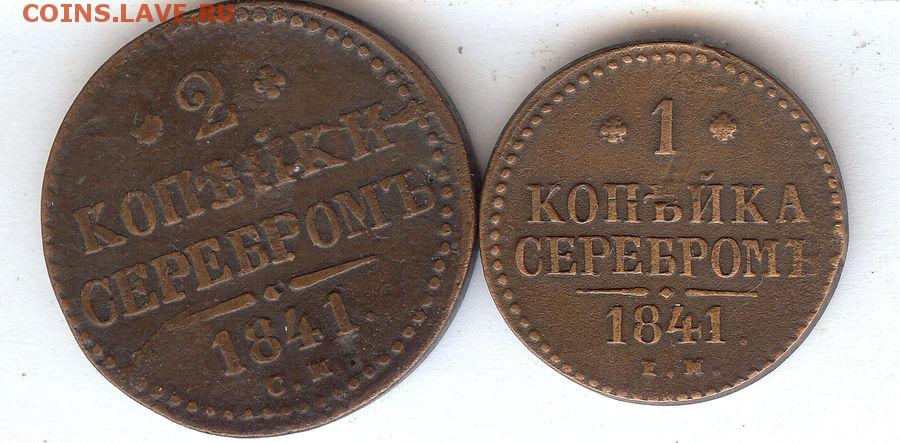 COINS.LAVE.RU
2
КОПѢЙКИ
СЕРЕБРОМЪ
1841.
С. М.
1
КОПѢЙКА
СЕРЕБРОМЪ
1841.
Е. М.